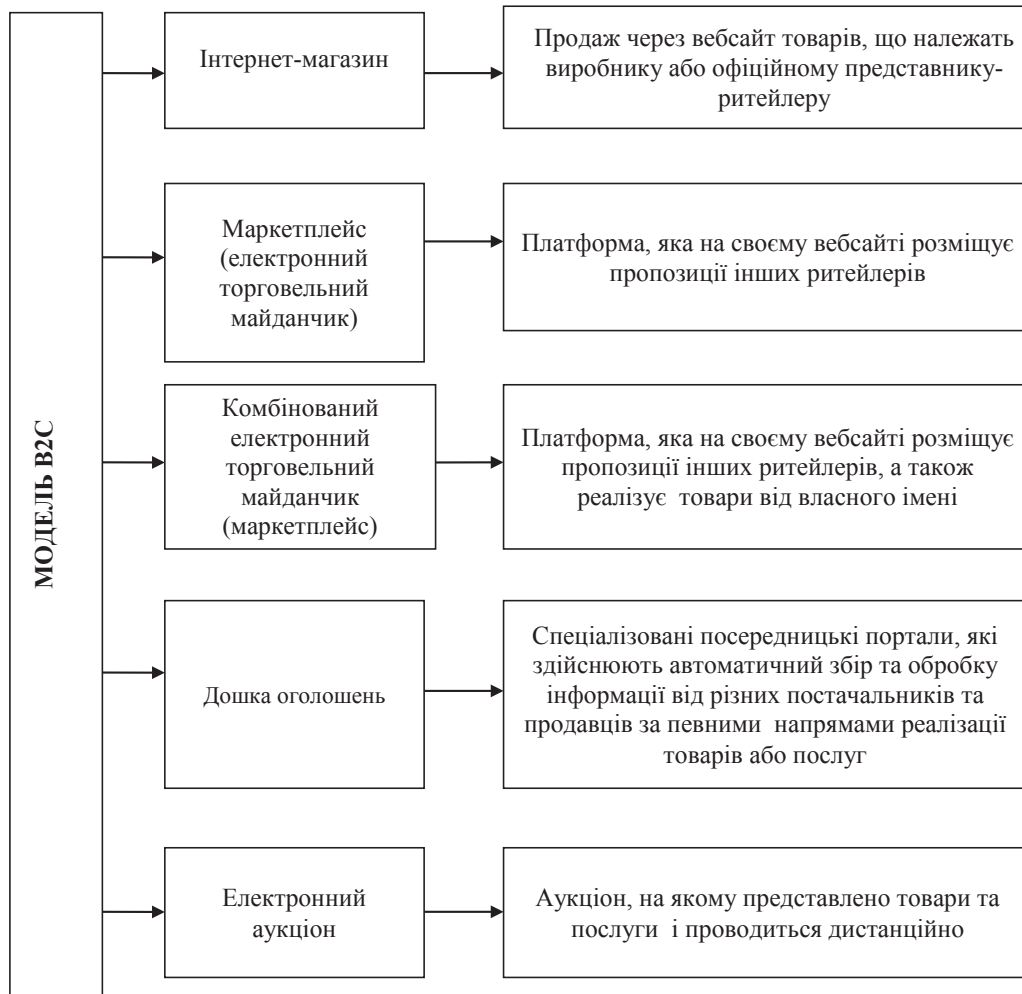 МОДЕЛЬ B2C
Інтернет-магазин
Продаж через вебсайт товарів, що належать
виробнику або офіційному представнику-
ритейлеру
Маркетплейс
(електронний
торговельний
майданчик)
Платформа, яка на своєму вебсайті розміщує
пропозиції інших ритейлерів
Комбінований
електронний
торговельний
майданчик
(маркетплейс)
Платформа, яка на своєму вебсайті розміщує
пропозиції інших ритейлерів, а також
реалізує товари від власного імені
Дошка оголошень
Спеціалізовані посередницькі портали, які
здійснюють автоматичний збір та обробку
інформації від різних постачальників та
продавців за певними напрямами реалізації
товарів або послуг
Електронний
аукціон
Аукціон, на якому представлено товари та
послуги і проводиться дистанційно